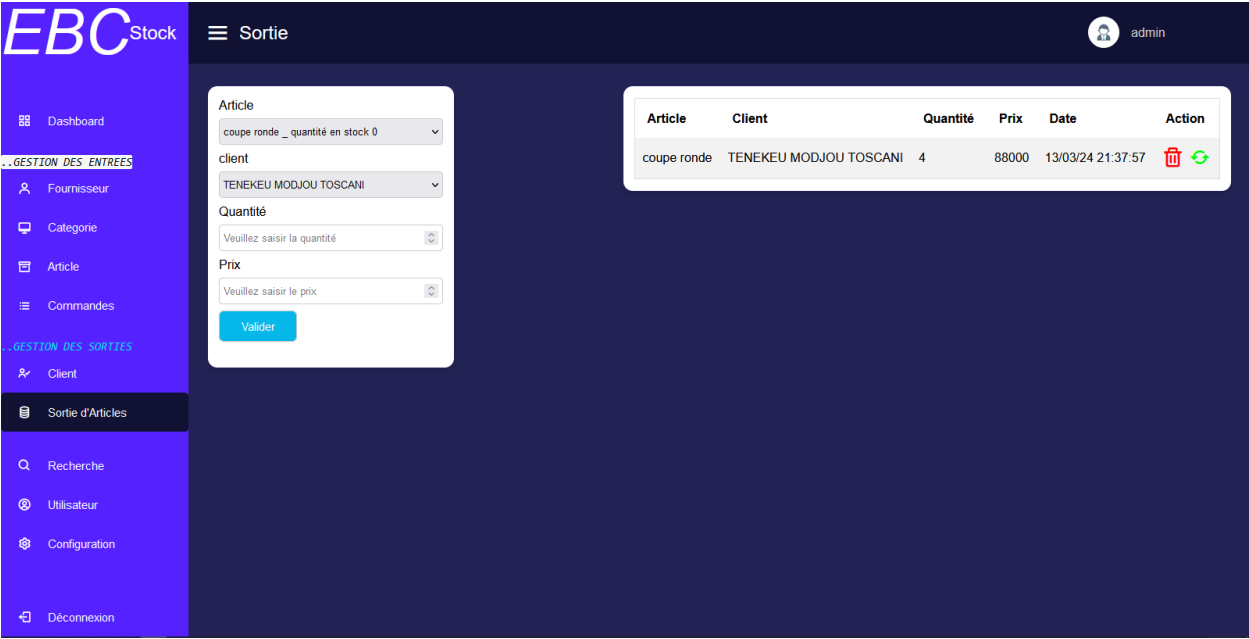 EBC Stock
Sortie
admin
Dashboard
..GESTION DES ENTREES
Fournisseur
Categorie
Article
Commandes
..GESTION DES SORTIES
Client
Sortie d'Articles
Recherche
Utilisateur
Configuration
Déconnexion
Article
coupe ronde _ quantité en stock 0
client
TENEKEU MODJOU TOSCANI
Quantité
Veuillez saisir la quantité
Prix
Veuillez saisir le prix
Valider
Article Client Quantité Prix Date Action
coupe ronde TENEKEU MODJOU TOSCANI 4 88000 13/03/24 21:37:57